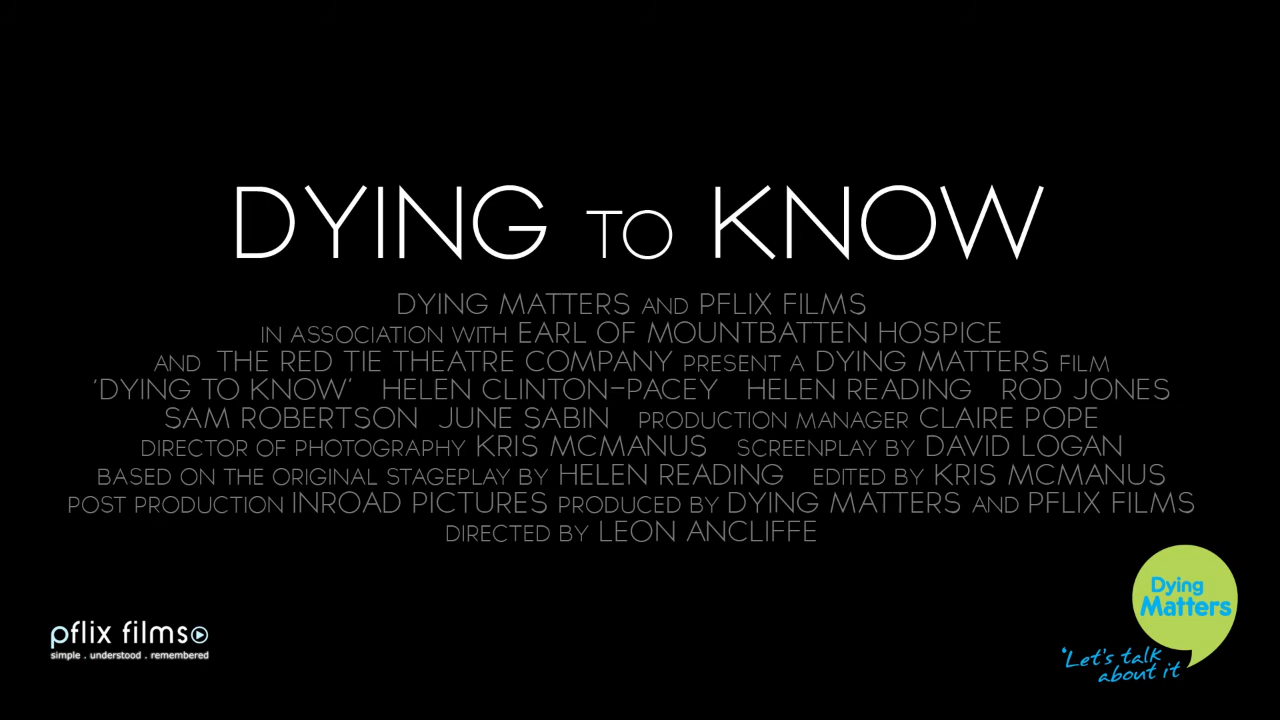 DYING TO KNOW
DYING MATTERS AND PFLIX FILMS
IN ASSOCIATION WITH EARL OF MOUNTBATTEN HOSPICE
AND THE RED TIE THEATRE COMPANY PRESENT A DYING MATTERS FILM
'DYING TO KNOW' HELEN CLINTON-PACEY HELEN READING ROD JONES
SAM ROBERTSON JUNE SABIN PRODUCTION MANAGER CLAIRE POPE
DIRECTOR OF PHOTOGRAPHY KRIS MCMANUS SCREENPLAY BY DAVID LOGAN
BASED ON THE ORIGINAL STAGEPLAY BY HELEN READING EDITED BY KRIS MCMANUS
POST PRODUCTION INROAD PICTURES PRODUCED BY DYING MATTERS AND PFLIX FILMS
DIRECTED BY LEON ANCLIFFE
pflix films
simple . understood . remembered
Dying
Matters
'Let's talk
about it